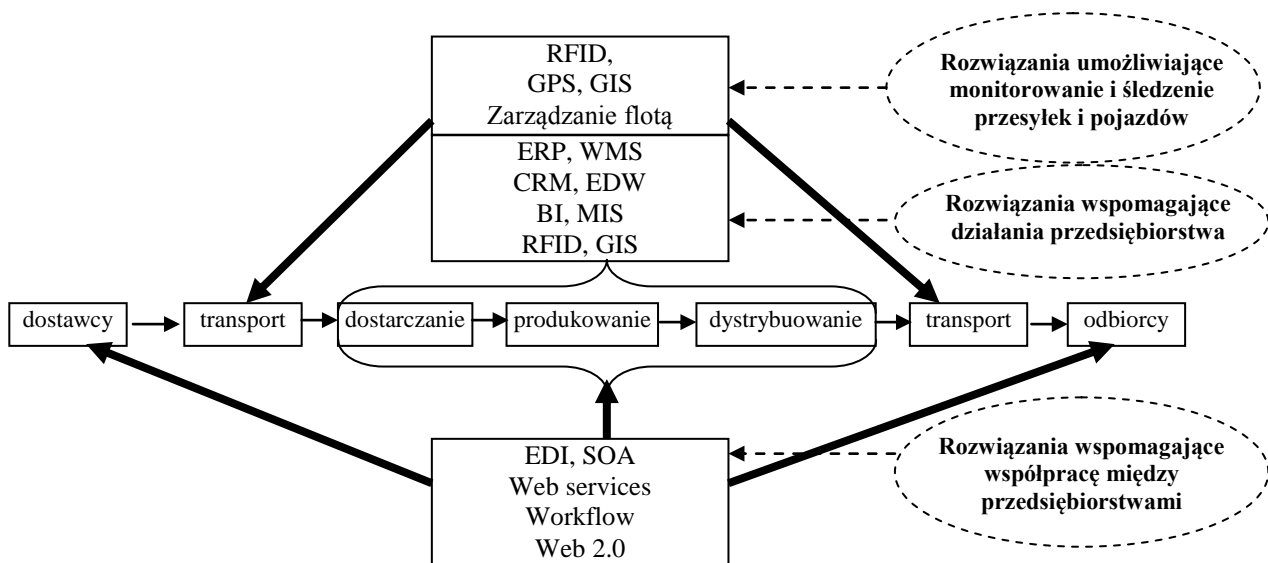 RFID,
GPS, GIS
Zarządzanie flotą
Rozwiązania umożliwiające
monitorowanie i śledzenie
przesyłek i pojazdów
ERP, WMS
CRM, EDW
BI, MIS
RFID, GIS
Rozwiązania wspomagające
działania przedsiębiorstwa
dostawcy
transport
dostarczanie
produkowanie
dystrybuowanie
transport
odbiorcy
EDI, SOA
Web services
Workflow
Web 2.0
Rozwiązania wspomagające
współpracę między
przedsiębiorstwami